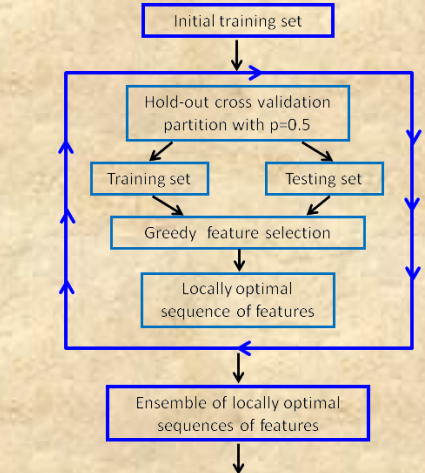 Initial training set
Hold-out cross validation
partition with p=0.5
Training set
Testing set
Greedy feature selection
Locally optimal
sequence of features
Ensemble of locally optimal
sequences of features